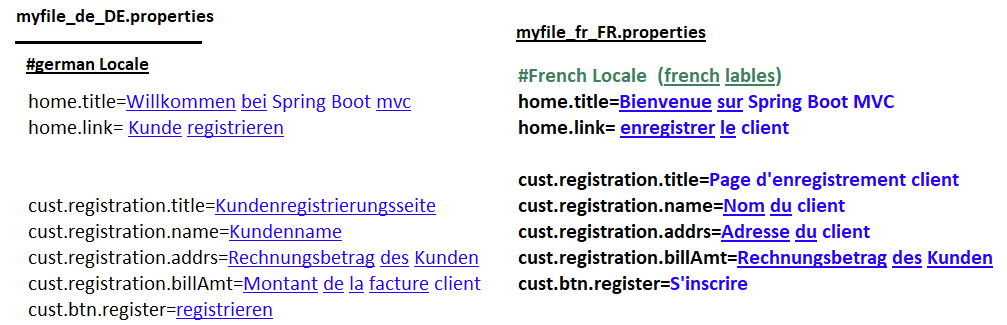 myfile_de_DE.properties
#german Locale
home.title=Willkommen bei Spring Boot mvc
home.link= Kunde registrieren
cust.registration.title=Kundenregistrierungsseite
cust.registration.name=Kundenname
cust.registration.addrs=Rechnungsbetrag des Kunden
cust.registration.billAmt=Montant de la facture client
cust.btn.register=registrieren
myfile_fr_FR.properties
#French Locale (french lables)
home.title=Bienvenue sur Spring Boot MVC
home.link= enregistrer le client
cust.registration.title=Page d'enregistrement client
cust.registration.name=Nom du client
cust.registration.addrs=Adresse du client
cust.registration.billAmt=Rechnungsbetrag des Kunden
cust.btn.register=S'inscrire